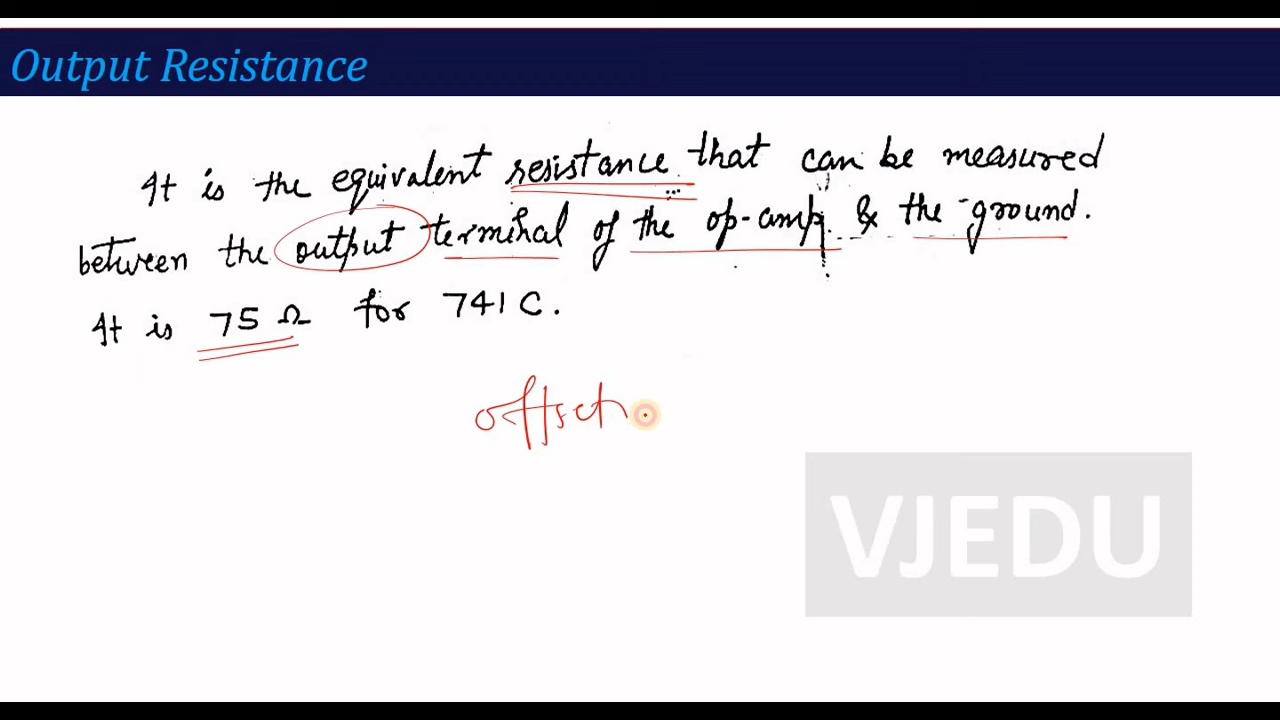 Output Resistance
It is the equivalent resistance that can be measured
between the output terminal of the op-amp & the ground.
It is 75 Ω for 741C.
offset
VJEDU